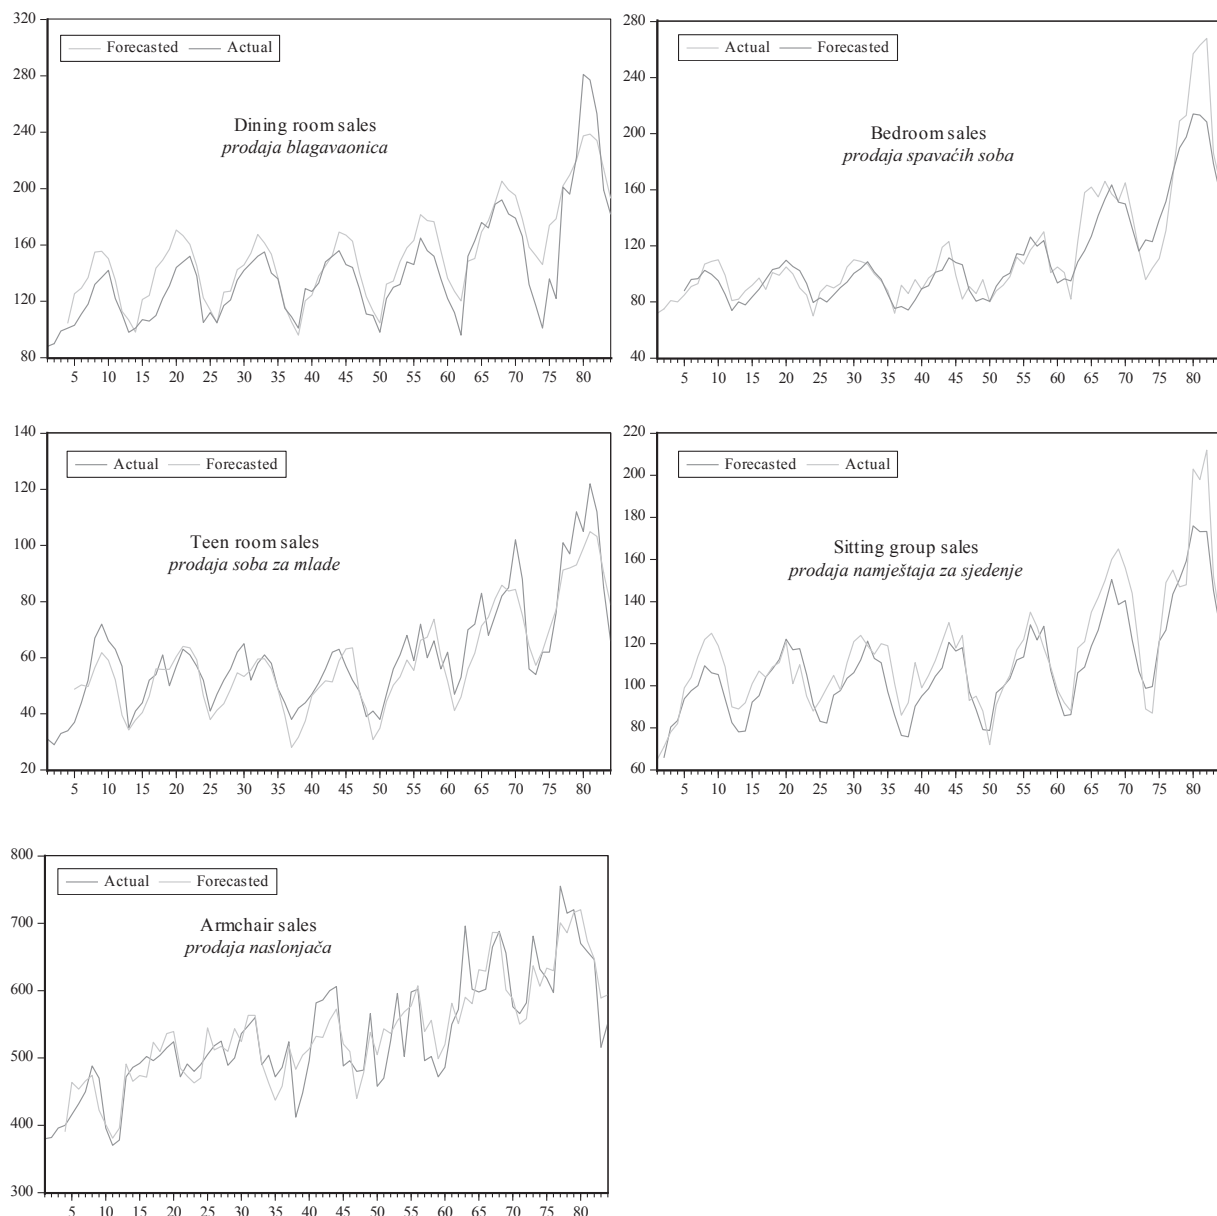 320
280
240
200
160
120
80
Forecasted Actual
Dining room sales
prodaja blagavaonica
5 10 15 20 25 30 35 40 45 50 55 60 65 70 75 80
280
240
200
160
120
80
40
Actual Forecasted
Bedroom sales
prodaja spavaćih soba
5 10 15 20 25 30 35 40 45 50 55 60 65 70 75 80
140
120
100
80
60
40
20
Actual Forecasted
Teen room sales
prodaja soba za mlade
5 10 15 20 25 30 35 40 45 50 55 60 65 70 75 80
220
200
180
160
140
120
100
80
60
Forecasted Actual
Sitting group sales
prodaja namještaja za sjedenje
5 10 15 20 25 30 35 40 45 50 55 60 65 70 75 80
800
700
600
500
400
300
Actual Forecasted
Armchair sales
prodaja naslonjača
5 10 15 20 25 30 35 40 45 50 55 60 65 70 75 80